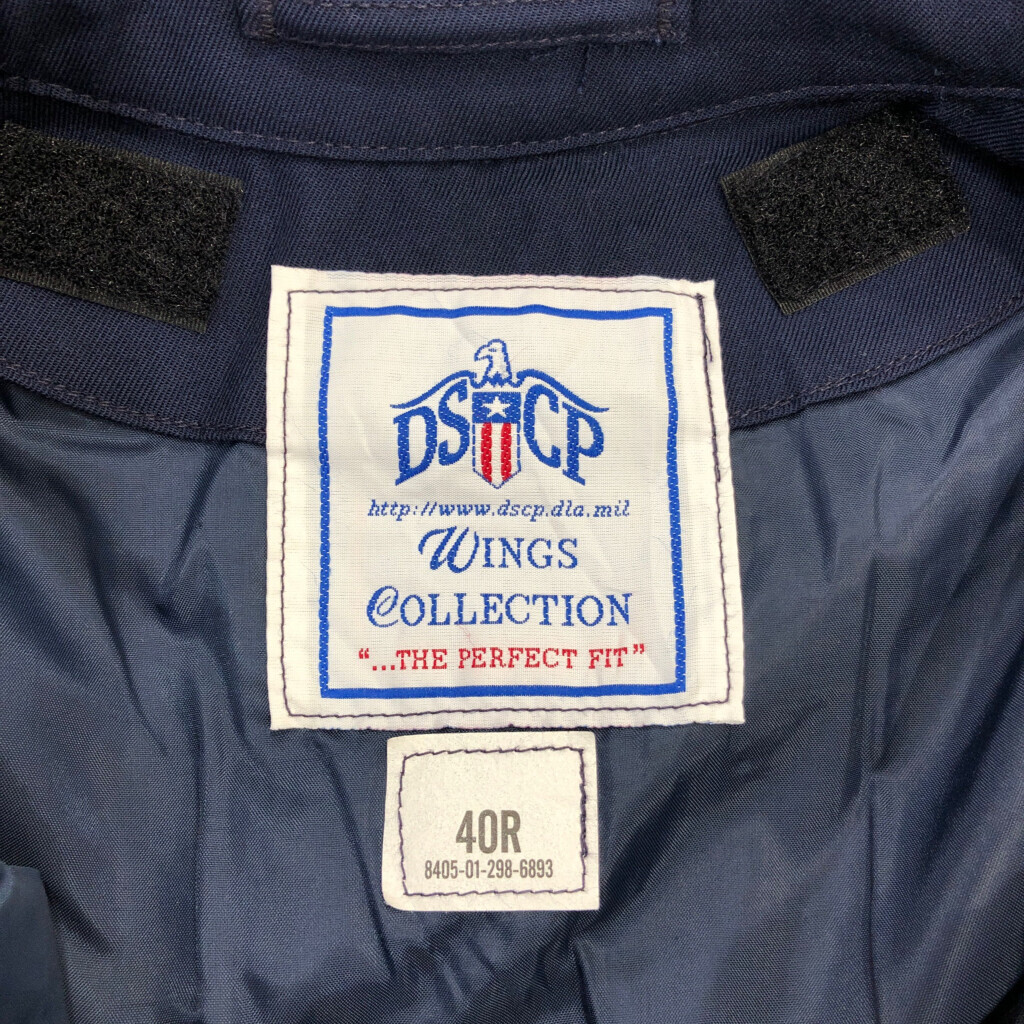 DSCP
http://www.dscp.dla.mil
WINGS
COLLECTION
"...THE PERFECT FIT"
40R
8405-01-298-6893